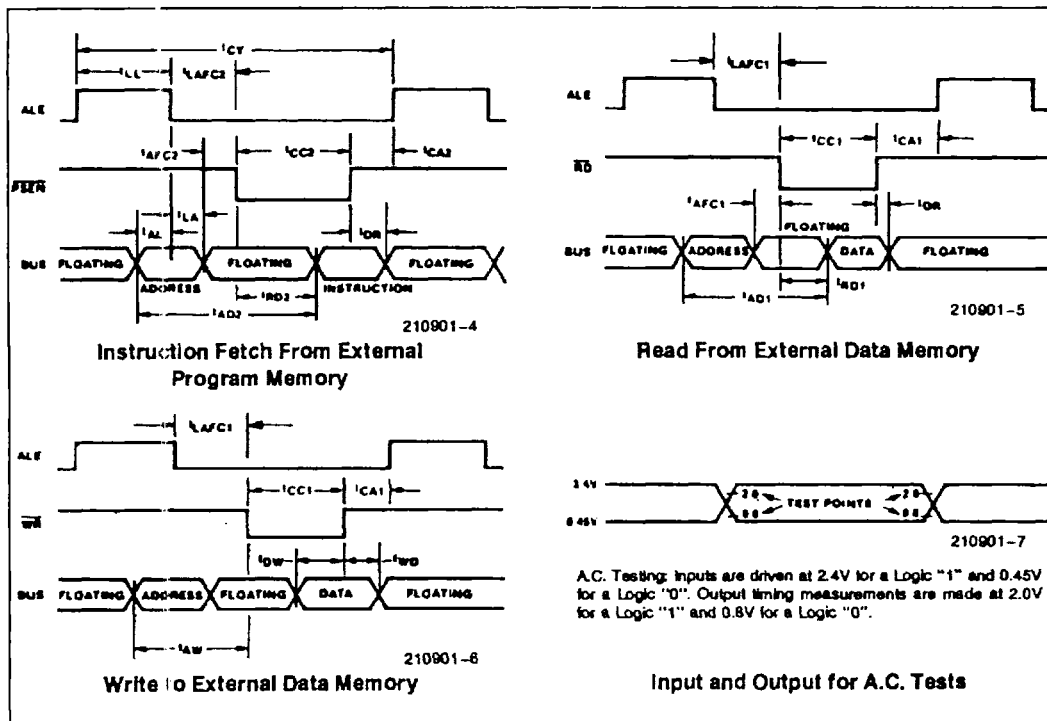 tCY
tLL tLAFC2
ALE
tAFC2 tCC2 tCA2
PSEN
tLA
tAL tDR
BUS FLOATING FLOATING FLOATING
ADDRESS tRD2 INSTRUCTION
tAD2
210901-4
Instruction Fetch From External
Program Memory
tLAFC1
ALE
tCC1 tCA1
RD
tAFC1 tDR
FLOATING
BUS FLOATING ADDRESS DATA FLOATING
tRD1
tAD1
210901-5
Read From External Data Memory
tLAFC1
ALE
tCC1 tCA1
WR
tDW tWD
BUS FLOATING ADDRESS FLOATING DATA FLOATING
tAW
210901-6
Write to External Data Memory
2.4V
2.0 TEST POINTS 2.0
0.8 0.8
0.45V
210901-7
A.C. Testing: Inputs are driven at 2.4V for a Logic "1" and 0.45V
for a Logic "0". Output timing measurements are made at 2.0V
for a Logic "1" and 0.8V for a Logic "0".
Input and Output for A.C. Tests